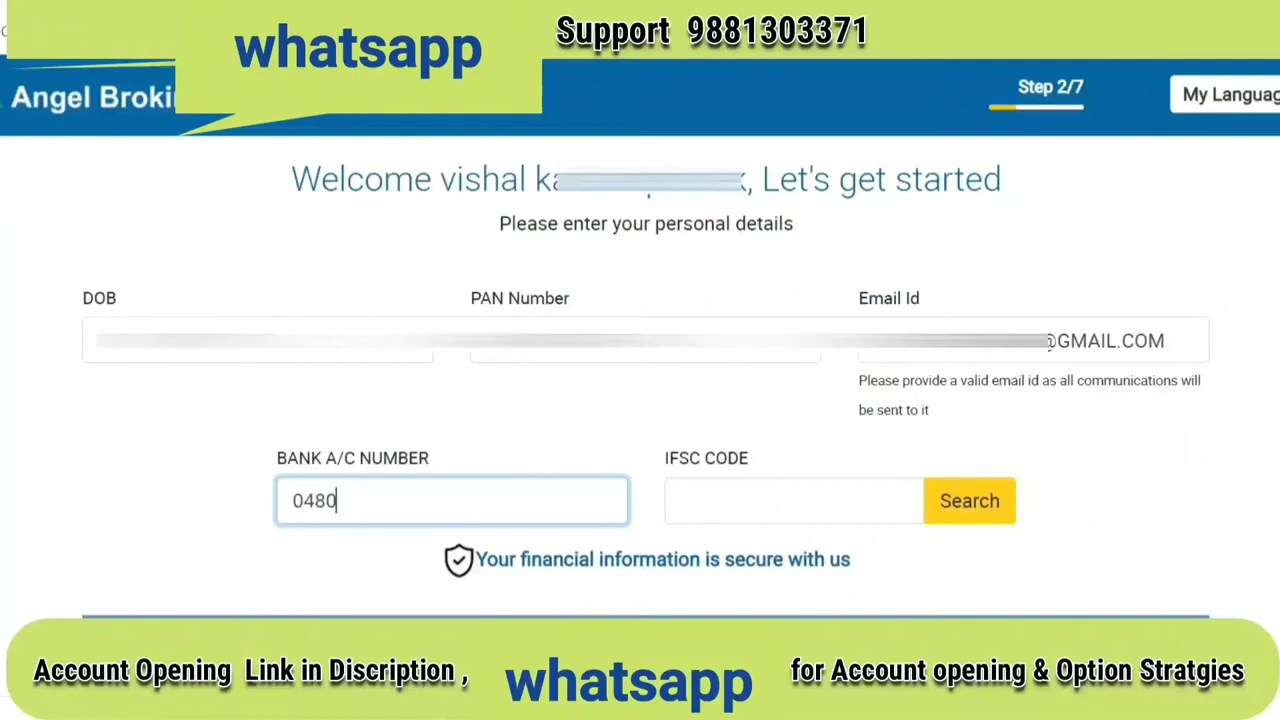 Support 9881303371
whatsapp
Angel Broki
Step 2/7
My Languag
Welcome vishal ka k, Let's get started
Please enter your personal details
DOB
PAN Number
Email Id
@GMAIL.COM
Please provide a valid email id as all communications will
be sent to it
BANK A/C NUMBER
IFSC CODE
0480
Search
Your financial information is secure with us
Account Opening Link in Discription , whatsapp for Account opening & Option Stratgies